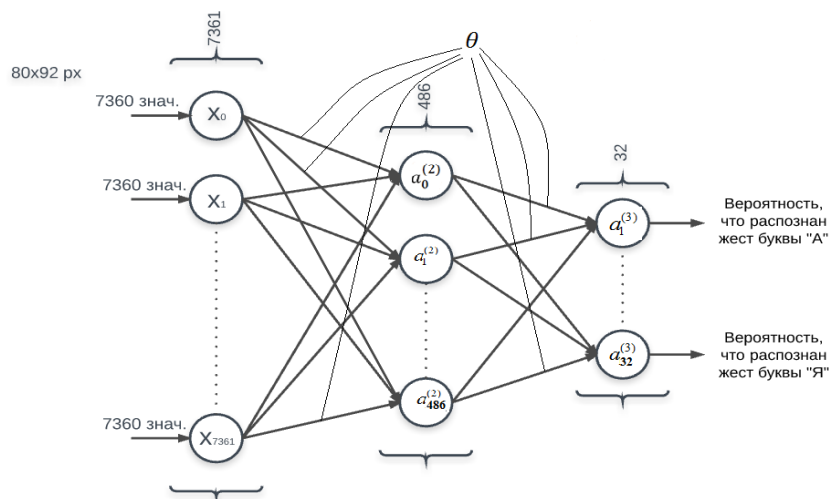 7361
θ
80x92 px
486
7360 знач.
X₀
32
a₀⁽²⁾
7360 знач.
X₁
Вероятность,
что распознан
жест буквы "А"
a₁⁽³⁾
a₁⁽²⁾
Вероятность,
что распознан
жест буквы "Я"
a₃₂⁽³⁾
a₄₈₆⁽²⁾
7360 знач.
X₇₃₆₁